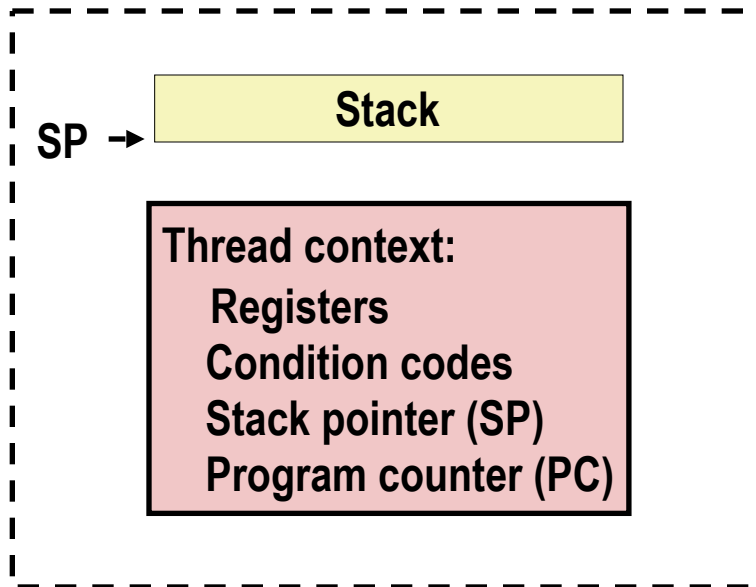 Stack
SP
Thread context:
Registers
Condition codes
Stack pointer (SP)
Program counter (PC)